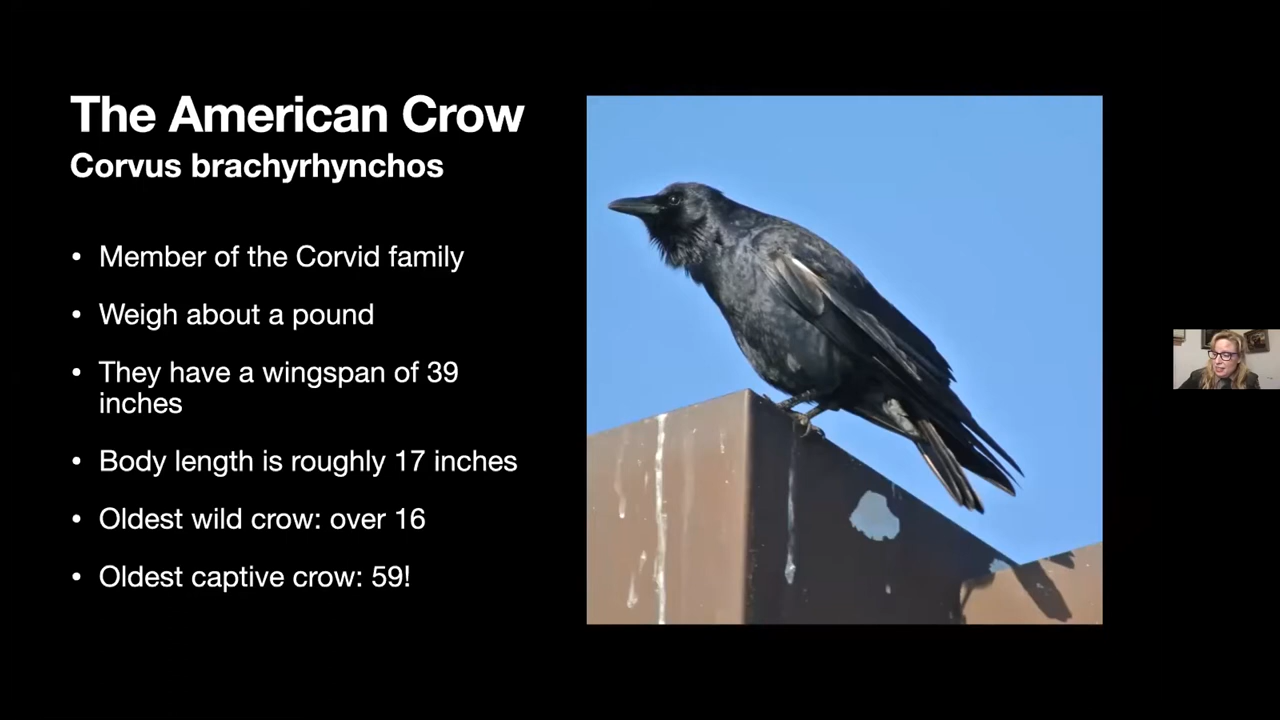 The American Crow
Corvus brachyrhynchos
• Member of the Corvid family
• Weigh about a pound
• They have a wingspan of 39
inches
• Body length is roughly 17 inches
• Oldest wild crow: over 16
• Oldest captive crow: 59!